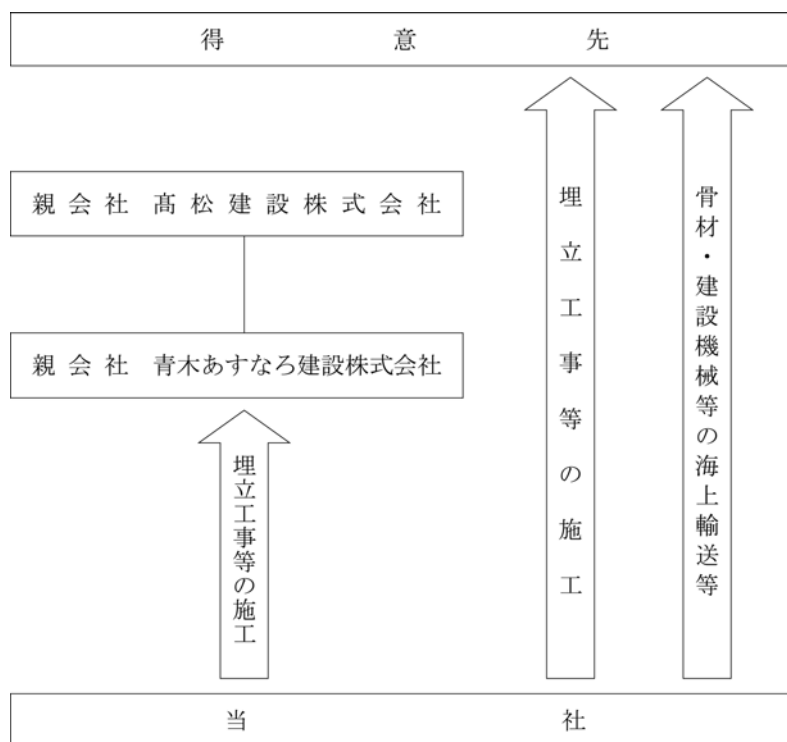 得意先
親会社 髙松建設株式会社
親会社 青木あすなろ建設株式会社
埋立工事等の施工
埋立工事等の施工
骨材・建設機械等の海上輸送等
当社